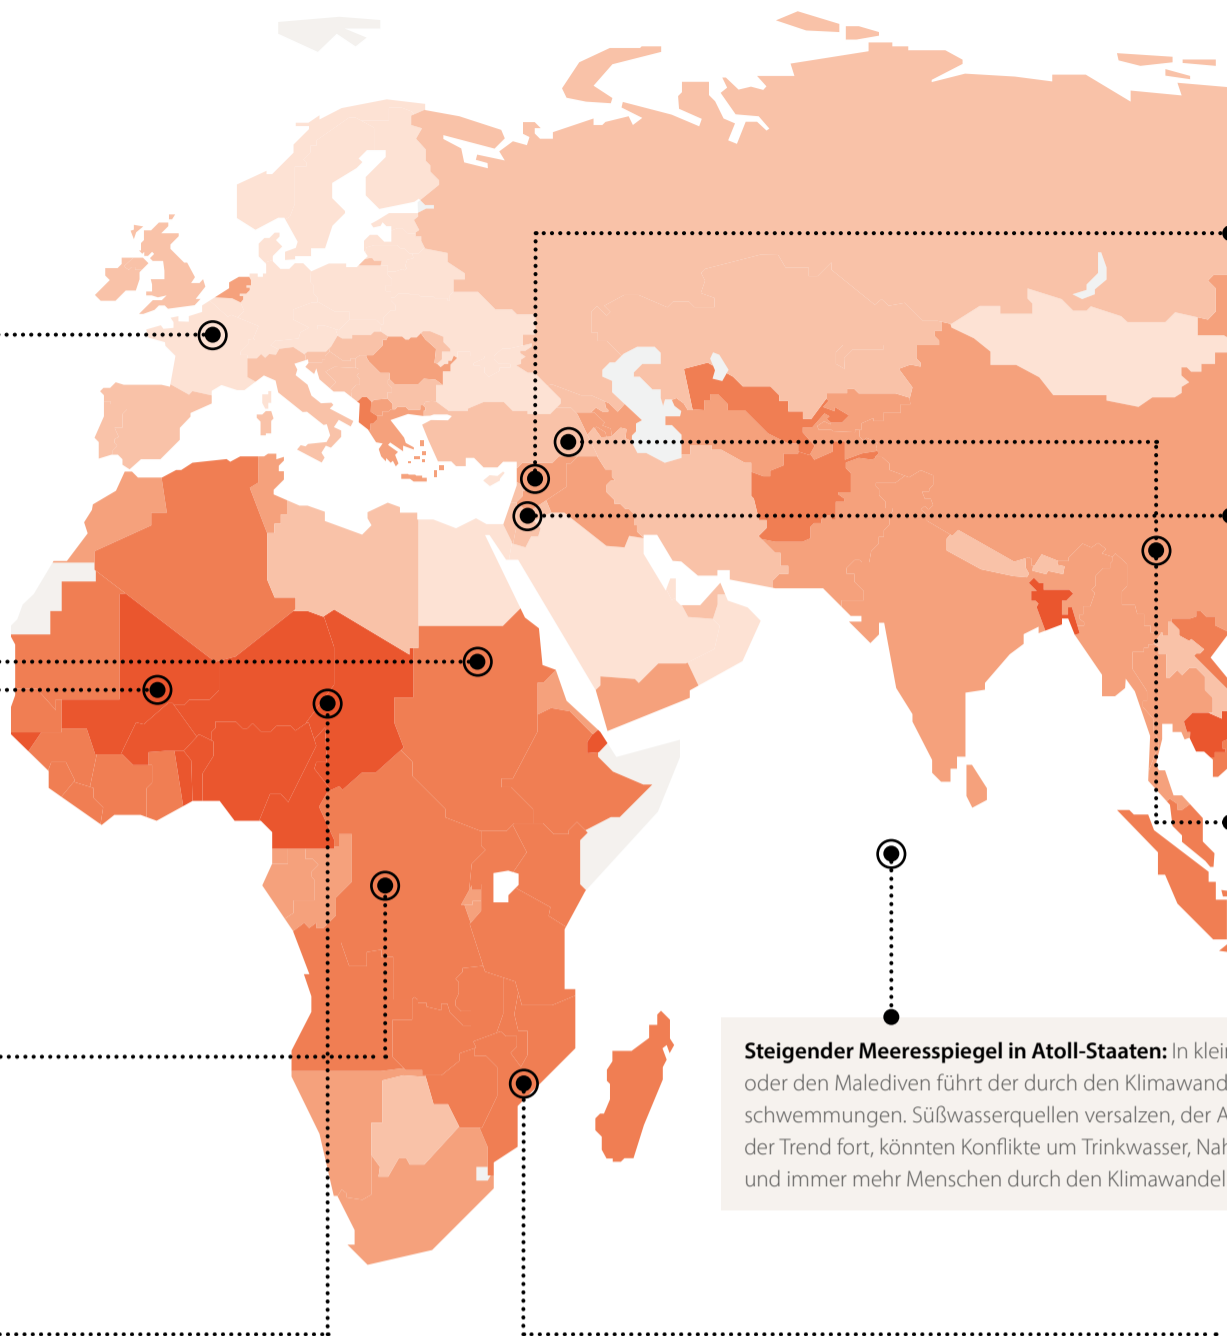 Steigender Meeresspiegel in Atoll-Staaten: In klein
oder den Malediven führt der durch den Klimawand
schwemmungen. Süßwasserquellen versalzen, der A
der Trend fort, könnten Konflikte um Trinkwasser, Nah
und immer mehr Menschen durch den Klimawandel